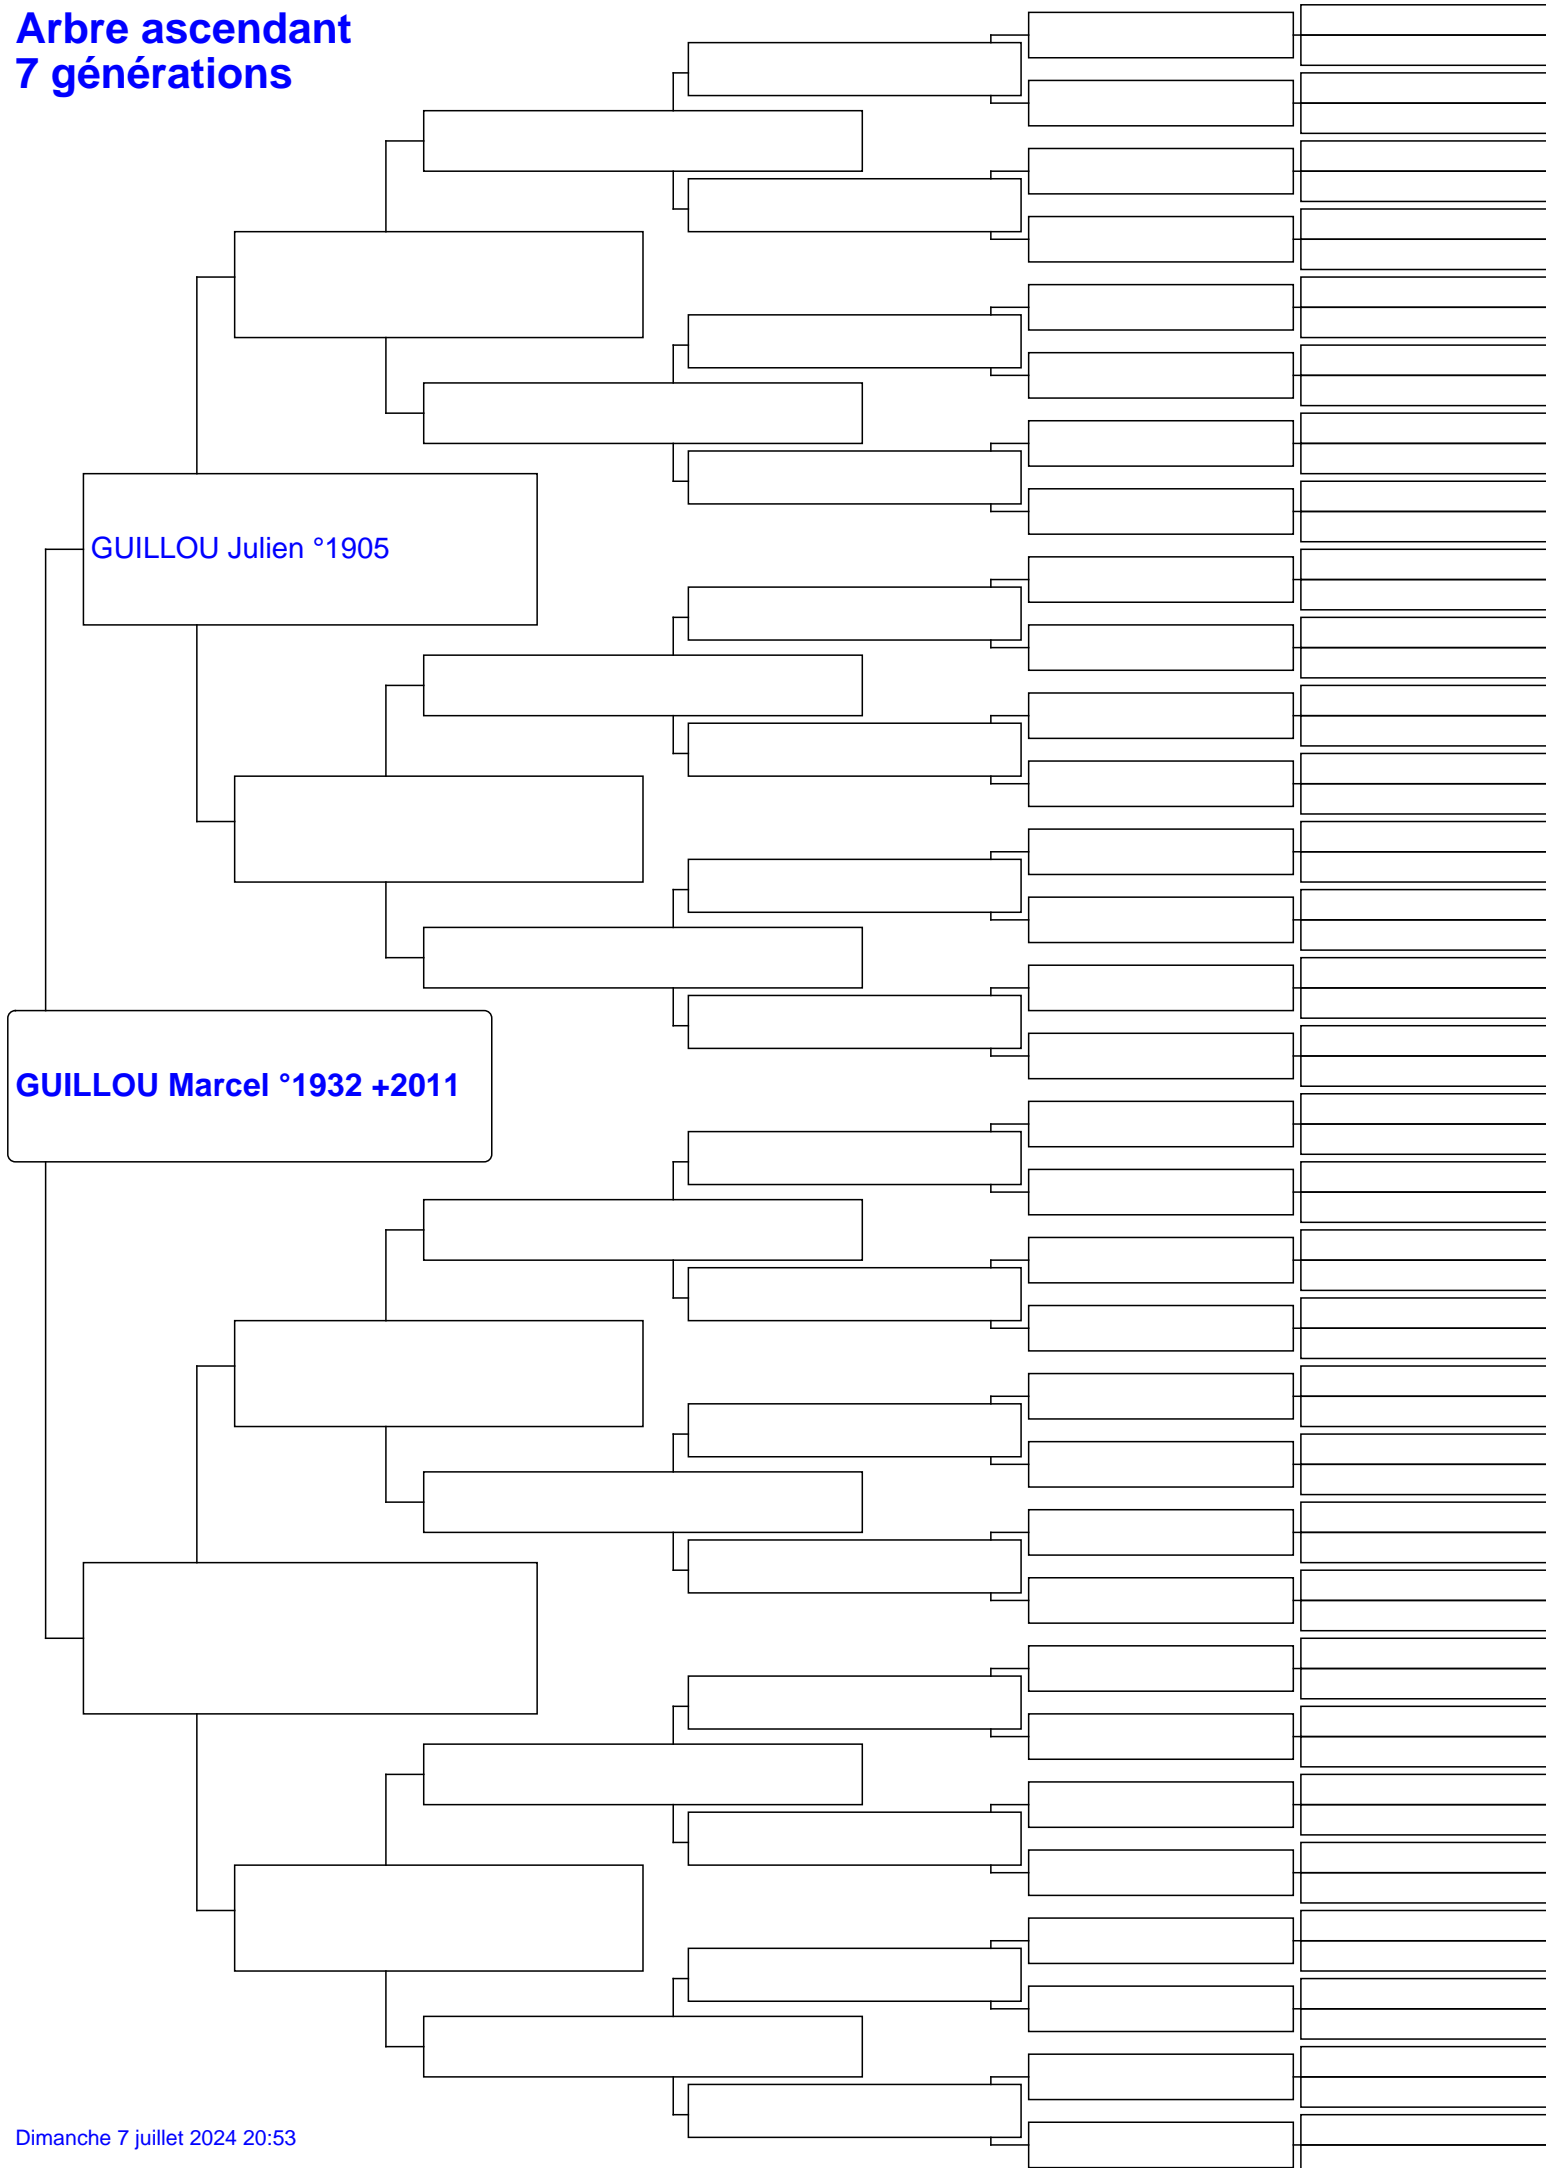 Arbre ascendant
7 générations
GUILLOU Julien °1905
GUILLOU Marcel °1932 +2011
Dimanche 7 juillet 2024 20:53